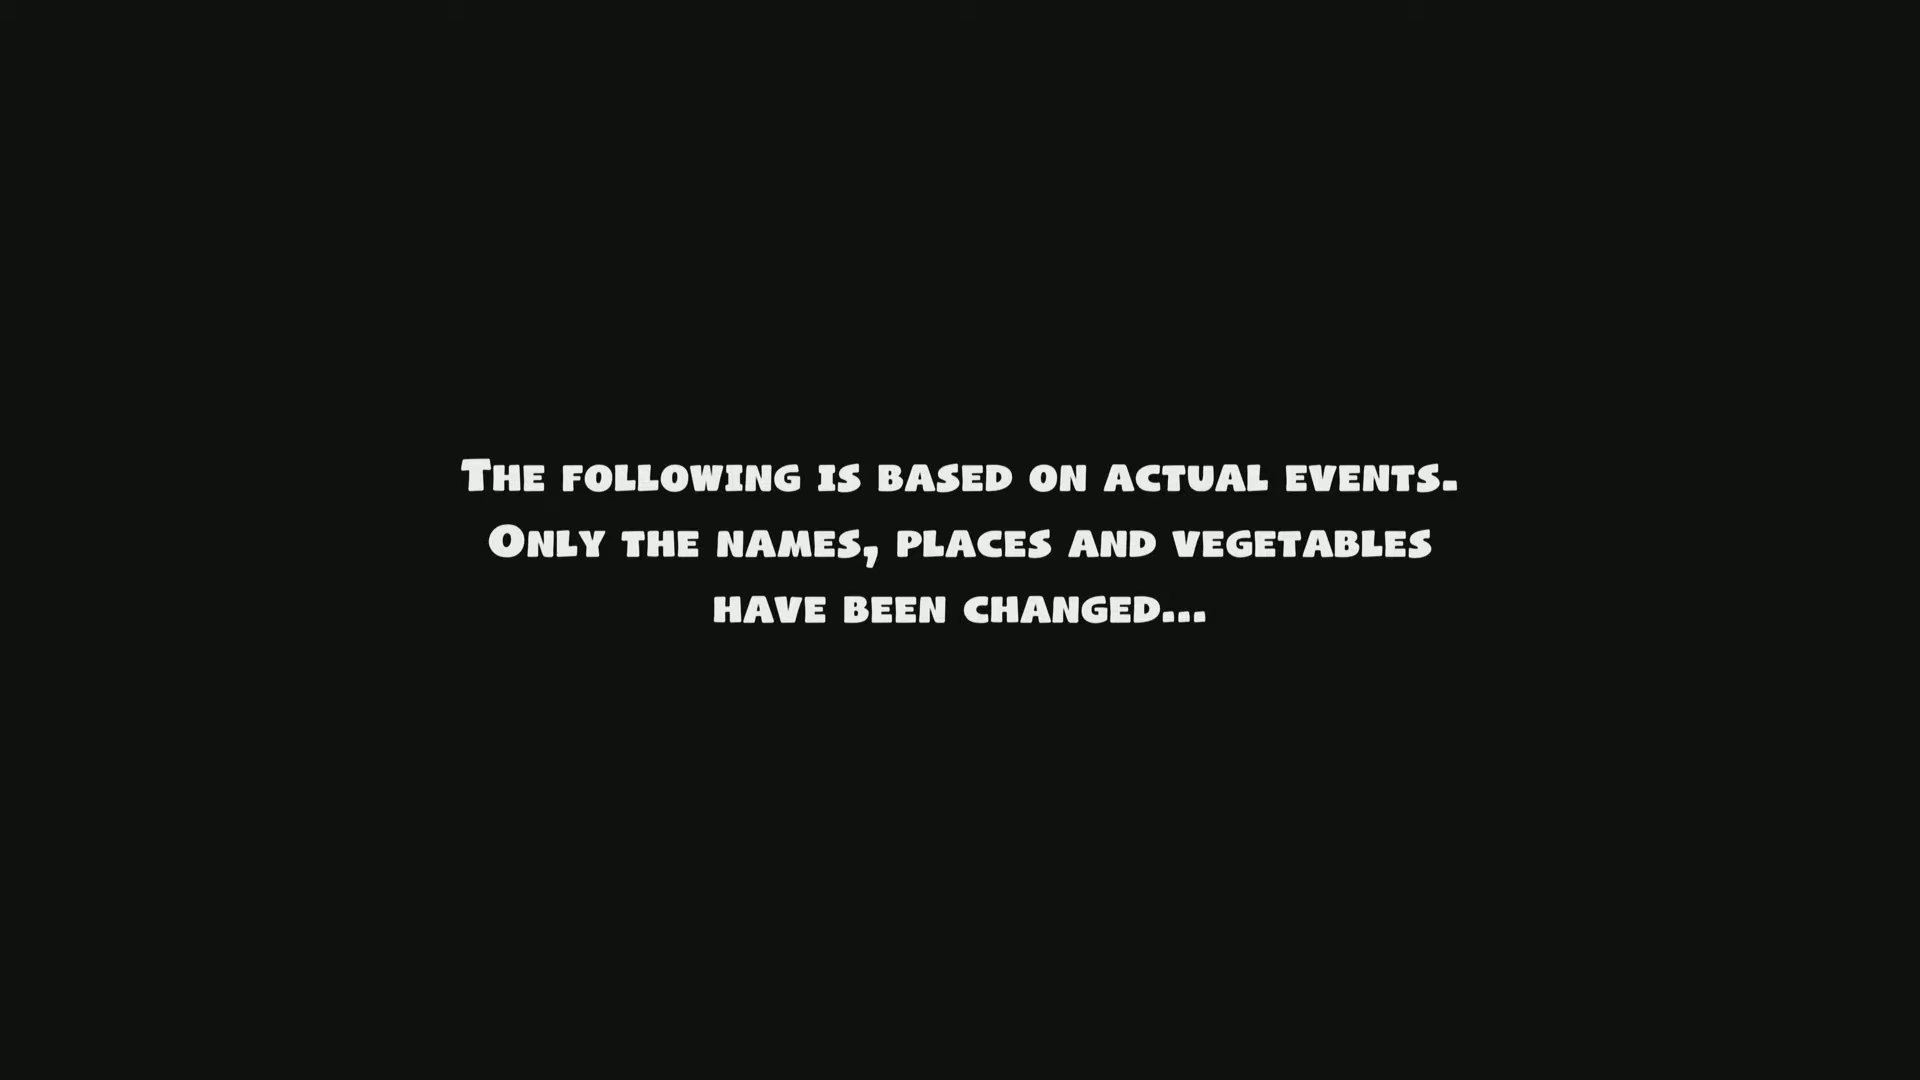 The following is based on actual events.
Only the names, places and vegetables
have been changed...